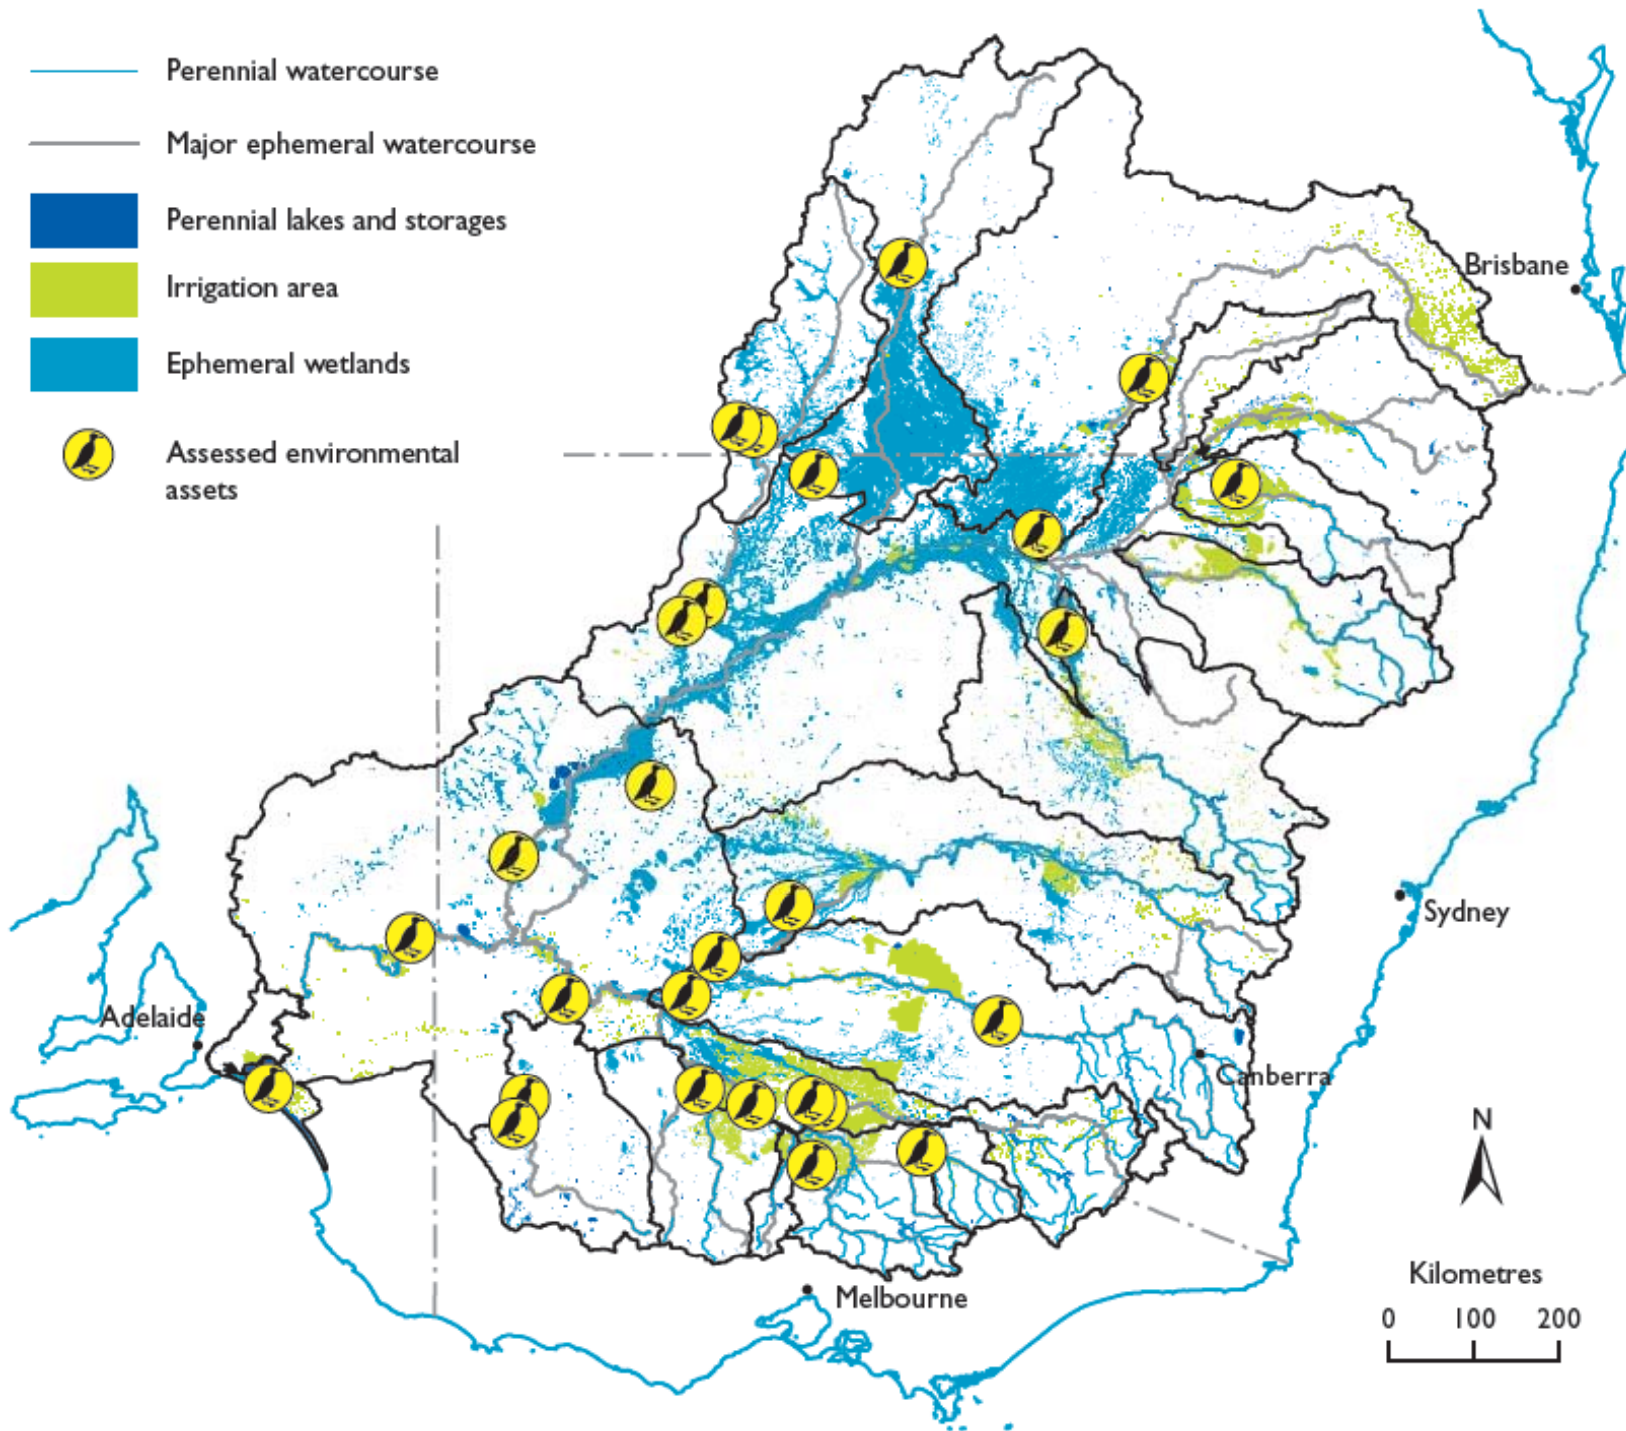 Perennial watercourse
Major ephemeral watercourse
Perennial lakes and storages
Irrigation area
Ephemeral wetlands
Assessed environmental
assets
Brisbane
Sydney
Adelaide
Canberra
Melbourne
N
Kilometres
0 100 200